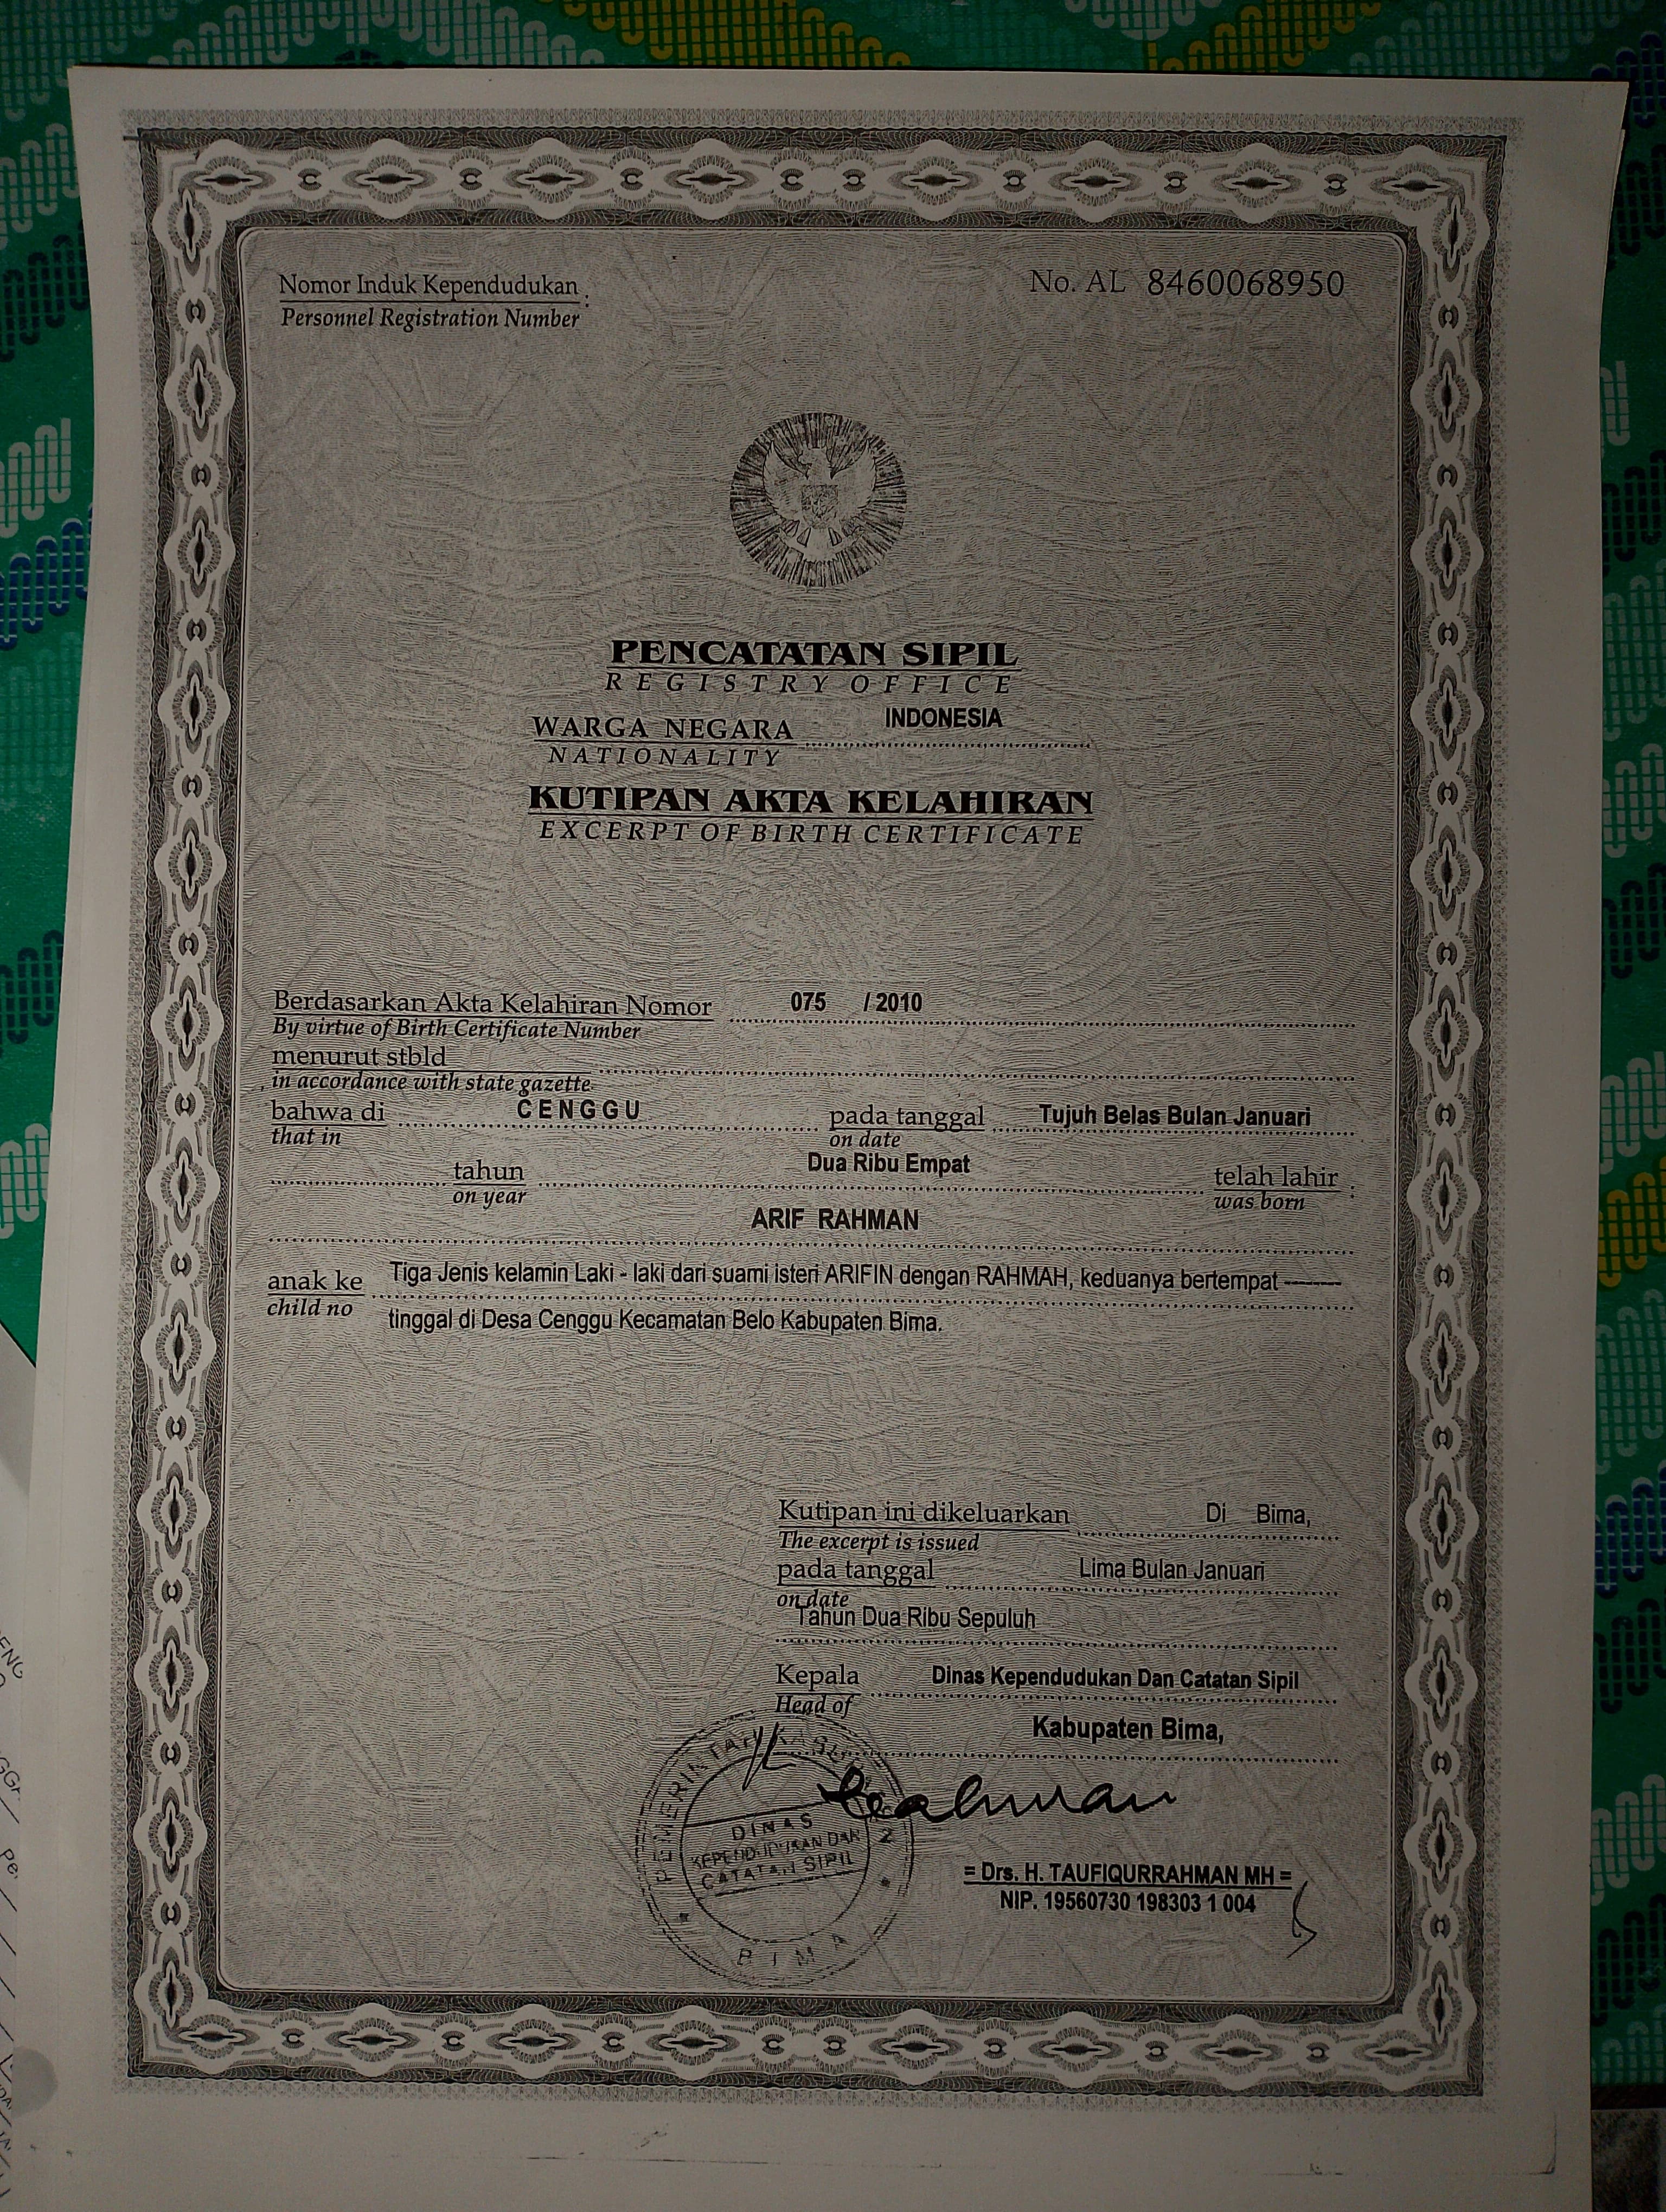 Nomor Induk Kependudukan :
Personnel Registration Number
No. AL 8460068950
PENCATATAN SIPIL
REGISTRY OFFICE
WARGA NEGARA INDONESIA
NATIONALITY
KUTIPAN AKTA KELAHIRAN
EXCERPT OF BIRTH CERTIFICATE
Berdasarkan Akta Kelahiran Nomor 075 / 2010
By virtue of Birth Certificate Number
menurut stbld
in accordance with state gazette
bahwa di CENGGU pada tanggal Tujuh Belas Bulan Januari
that in on date
tahun Dua Ribu Empat telah lahir :
on year was born
ARIF RAHMAN
anak ke Tiga Jenis kelamin Laki - laki dari suami isteri ARIFIN dengan RAHMAH, keduanya bertempat
child no
tinggal di Desa Cenggu Kecamatan Belo Kabupaten Bima.
Kutipan ini dikeluarkan Di Bima,
The excerpt is issued
pada tanggal Lima Bulan Januari
on date
Tahun Dua Ribu Sepuluh
Kepala Dinas Kependudukan Dan Catatan Sipil
Head of
Kabupaten Bima,
DINAS
KEPENDUDUKAN DAN
CATATAN SIPIL
BIMA
= Drs. H. TAUFIQURRAHMAN MH =
NIP. 19560730 198303 1 004